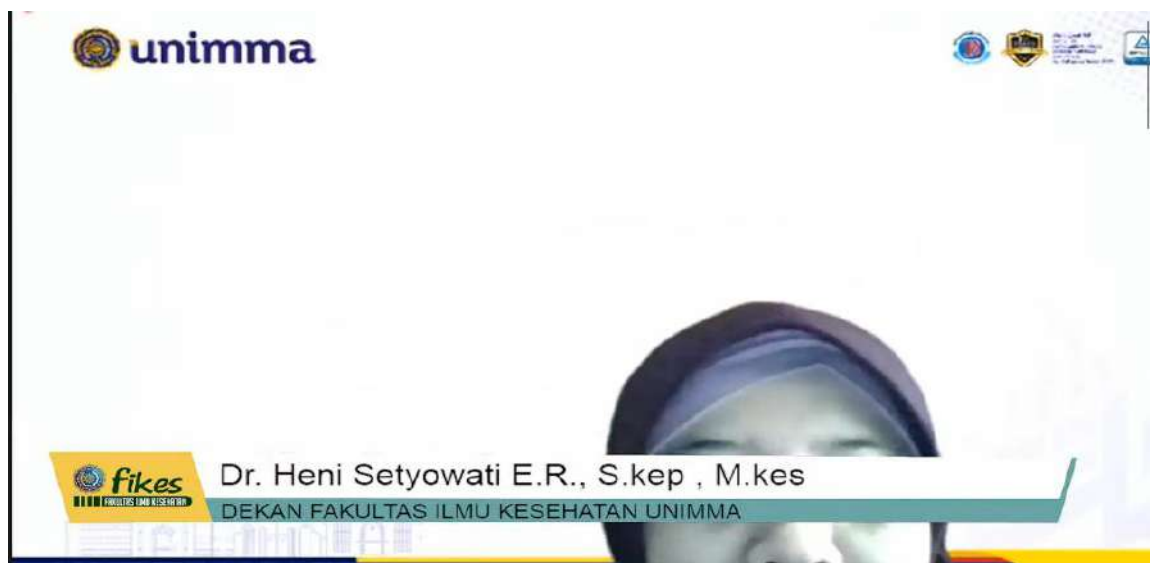 unimma
fikes
FAKULTAS ILMU KESEHATAN
Dr. Heni Setyowati E.R., S.kep , M.kes
DEKAN FAKULTAS ILMU KESEHATAN UNIMMA